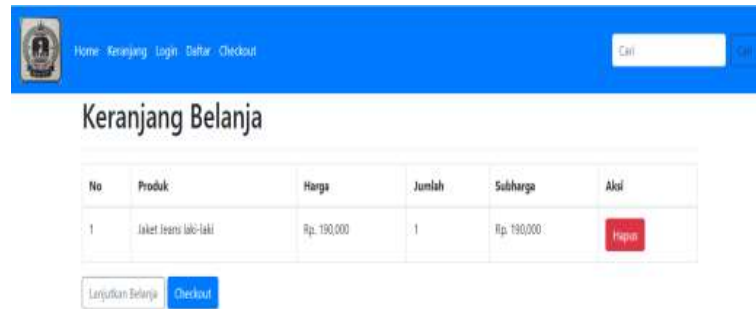 Home Keranjang Login Daftar Checkout Cari Cari
Keranjang Belanja
No Produk Harga Jumlah Subharga Aksi
1 Jaket Jeans laki-laki Rp. 190,000 1 Rp. 190,000 Hapus
Lanjutkan Belanja Checkout